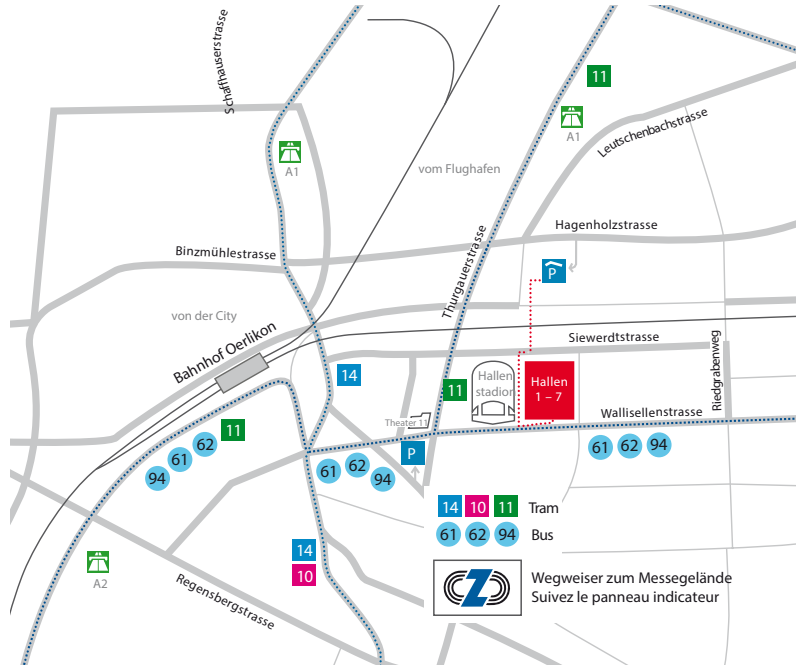 Schaffhauserstrasse
11
A1
Leutschenbachstrasse
A1
vom Flughafen
Hagenholzstrasse
Binzmühlestrasse
Thurgauerstrasse
P
von der City
Bahnhof Oerlikon
Siewerdtstrasse
Riedgrabenweg
14
11
Hallen
stadion
Hallen
1 – 7
Wallisellenstrasse
Theater 11
11
62
61
94
P
61
62
94
61
62
94
14
10
11
Tram
61
62
94
Bus
14
10
A2
Regensbergstrasse
Z
Wegweiser zum Messegelände
Suivez le panneau indicateur